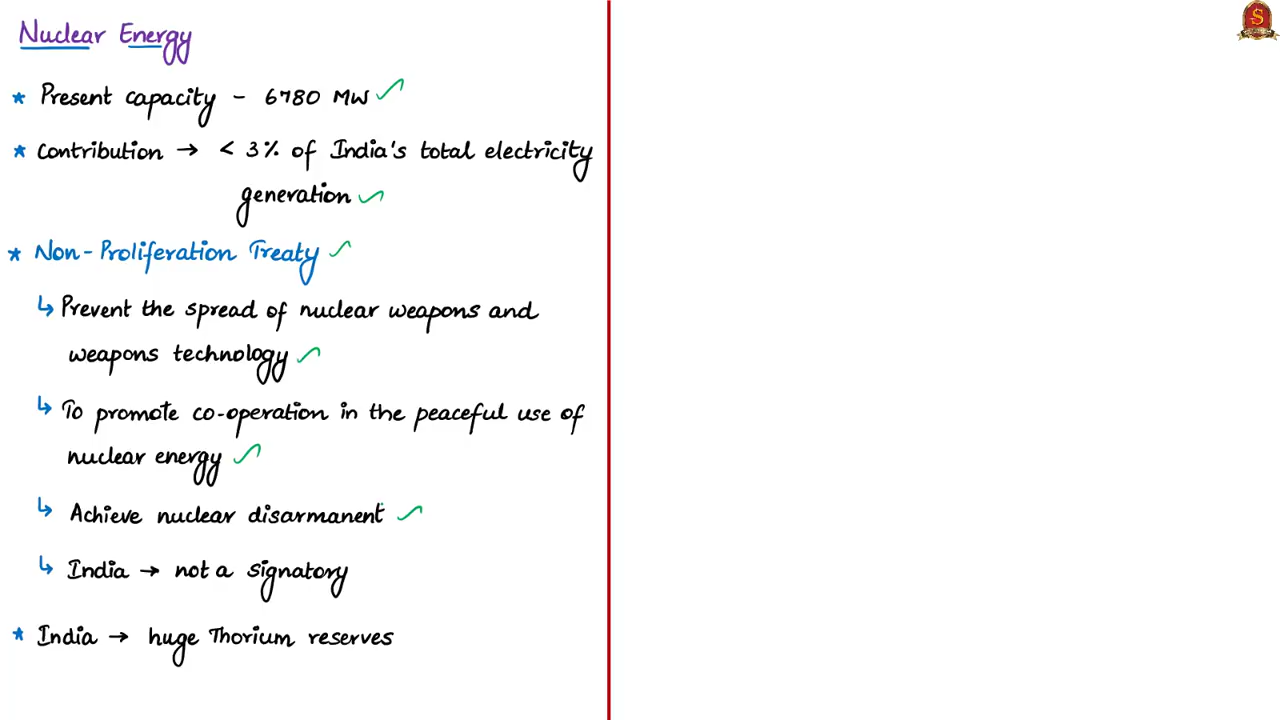 Nuclear Energy
* Present capacity - 6780 MW
* Contribution → < 3% of India's total electricity
generation
* Non-Proliferation Treaty
↳ Prevent the spread of nuclear weapons and
weapons technology
↳ To promote co-operation in the peaceful use of
nuclear energy
↳ Achieve nuclear disarmanent
↳ India → not a signatory
* India → huge Thorium reserves
S